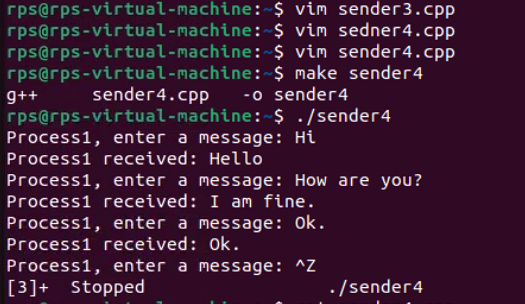 rps@rps-virtual-machine:~$ vim sender3.cpp
rps@rps-virtual-machine:~$ vim sedner4.cpp
rps@rps-virtual-machine:~$ vim sender4.cpp
rps@rps-virtual-machine:~$ make sender4
g++     sender4.cpp   -o sender4
rps@rps-virtual-machine:~$ ./sender4
Process1, enter a message: Hi
Process1 received: Hello
Process1, enter a message: How are you?
Process1 received: I am fine.
Process1, enter a message: Ok.
Process1 received: Ok.
Process1, enter a message: ^Z
[3]+  Stopped                 ./sender4